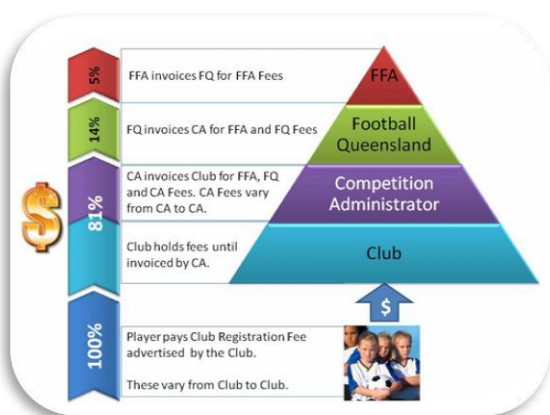 5%
FFA invoices FQ for FFA Fees
FFA
14%
FQ invoices CA for FFA and FQ Fees
Football
Queensland
81%
CA invoices Club for FFA, FQ
and CA Fees. CA Fees vary
from CA to CA.
Competition
Administrator
$
Club holds fees until
invoiced by CA.
Club
$
100%
Player pays Club Registration Fee
advertised by the Club.
These vary from Club to Club.